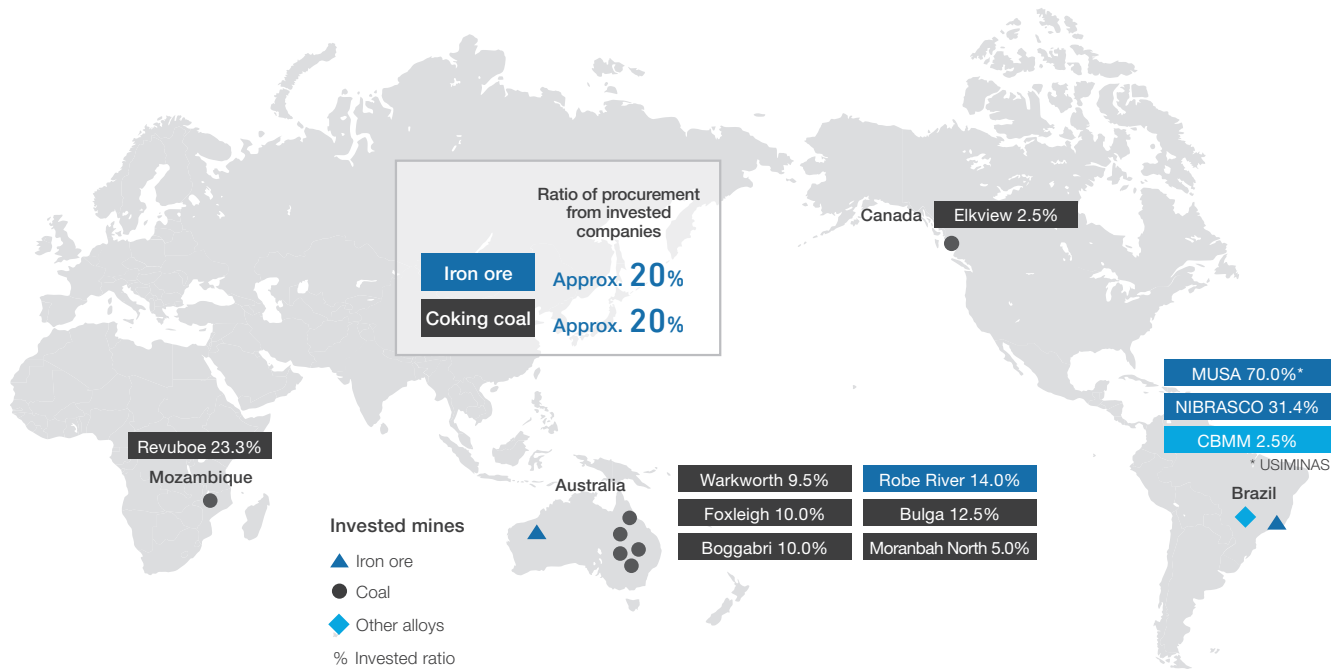 Ratio of procurement
from invested
companies
Iron ore
Approx. 20%
Coking coal
Approx. 20%
Canada
Elkview 2.5%
MUSA 70.0%*
NIBRASCO 31.4%
CBMM 2.5%
* USIMINAS
Brazil
Revuboe 23.3%
Mozambique
Australia
Warkworth 9.5%
Robe River 14.0%
Foxleigh 10.0%
Bulga 12.5%
Boggabri 10.0%
Moranbah North 5.0%
Invested mines
Iron ore
Coal
Other alloys
% Invested ratio